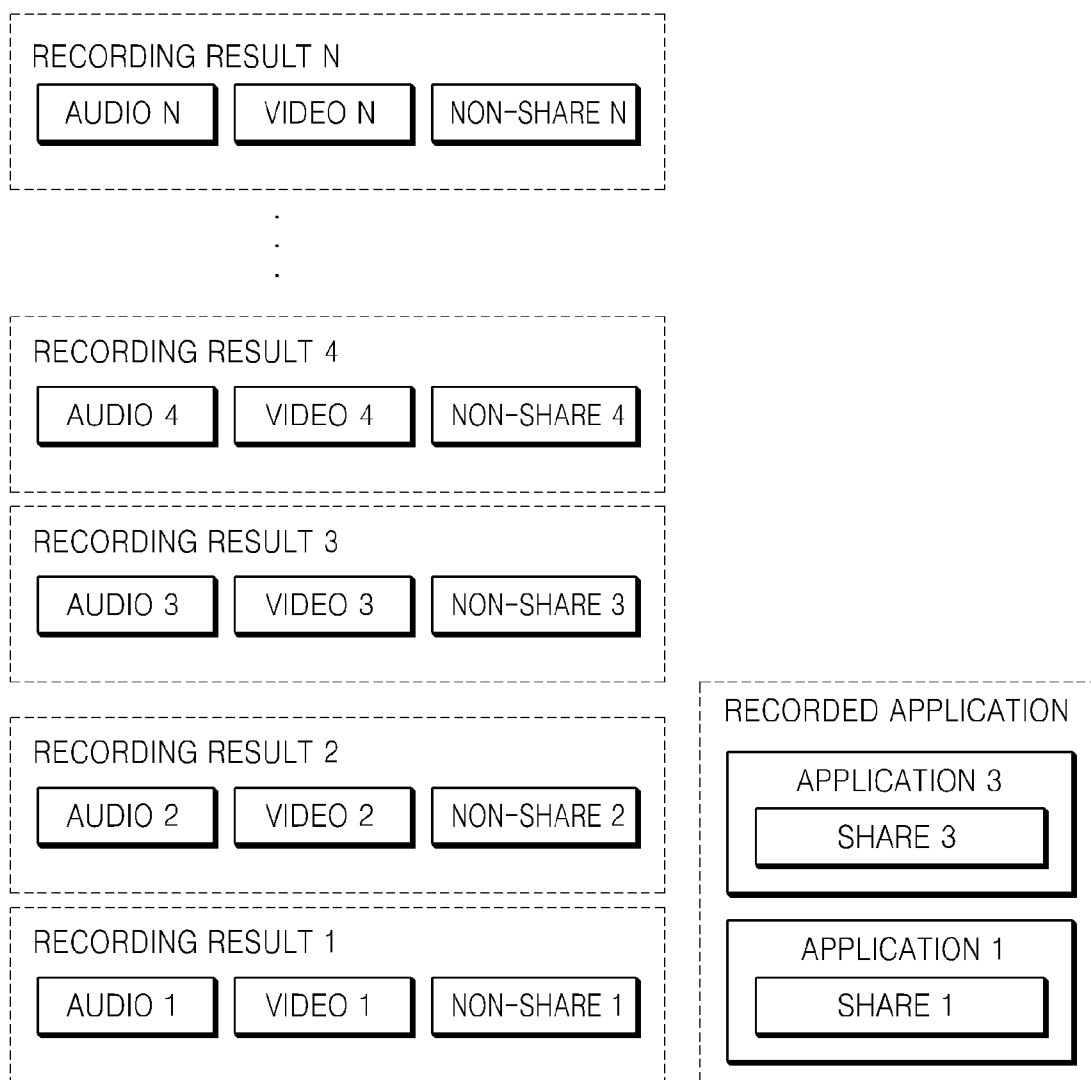 RECORDING RESULT N
AUDIO N
VIDEO N
NON-SHARE N
RECORDING RESULT 4
AUDIO 4
VIDEO 4
NON-SHARE 4
RECORDING RESULT 3
AUDIO 3
VIDEO 3
NON-SHARE 3
RECORDING RESULT 2
AUDIO 2
VIDEO 2
NON-SHARE 2
RECORDING RESULT 1
AUDIO 1
VIDEO 1
NON-SHARE 1
RECORDED APPLICATION
APPLICATION 3
SHARE 3
APPLICATION 1
SHARE 1